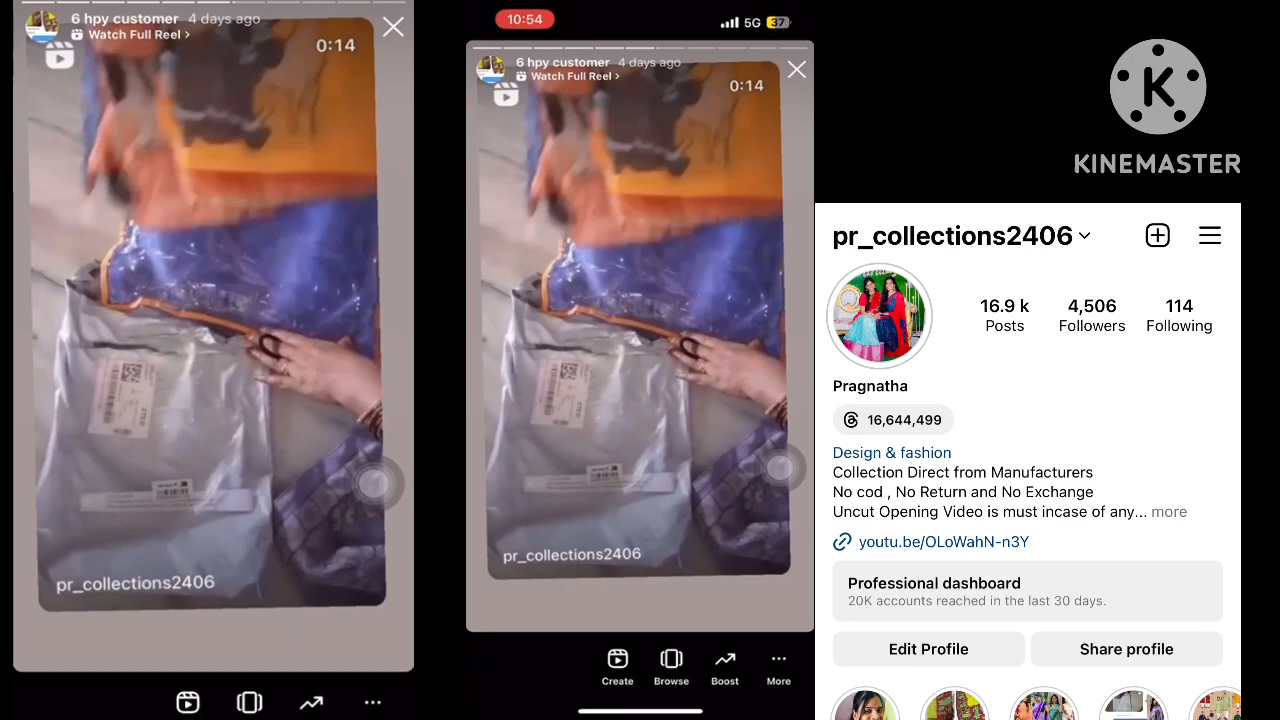 6 hpy customer 4 days ago
Watch Full Reel >
0:14
pr_collections2406
10:54
5G 37
6 hpy customer 4 days ago
Watch Full Reel >
0:14
pr_collections2406
Create Browse Boost More
K
KINEMASTER
pr_collections2406
16.9 k 4,506 114
Posts Followers Following
Pragnatha
16,644,499
Design & fashion
Collection Direct from Manufacturers
No cod , No Return and No Exchange
Uncut Opening Video is must incase of any... more
youtu.be/OLoWahN-n3Y
Professional dashboard
20K accounts reached in the last 30 days.
Edit Profile Share profile